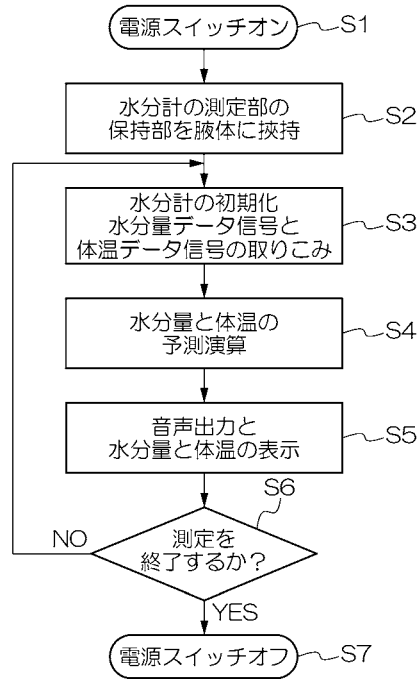 電源スイッチオン
S1
水分計の測定部の
保持部を腋体に挾持
S2
水分計の初期化
水分量データ信号と
体温データ信号の取りこみ
S3
水分量と体温の
予測演算
S4
音声出力と
水分量と体温の表示
S5
S6
測定を
終了するか？
NO
YES
電源スイッチオフ
S7